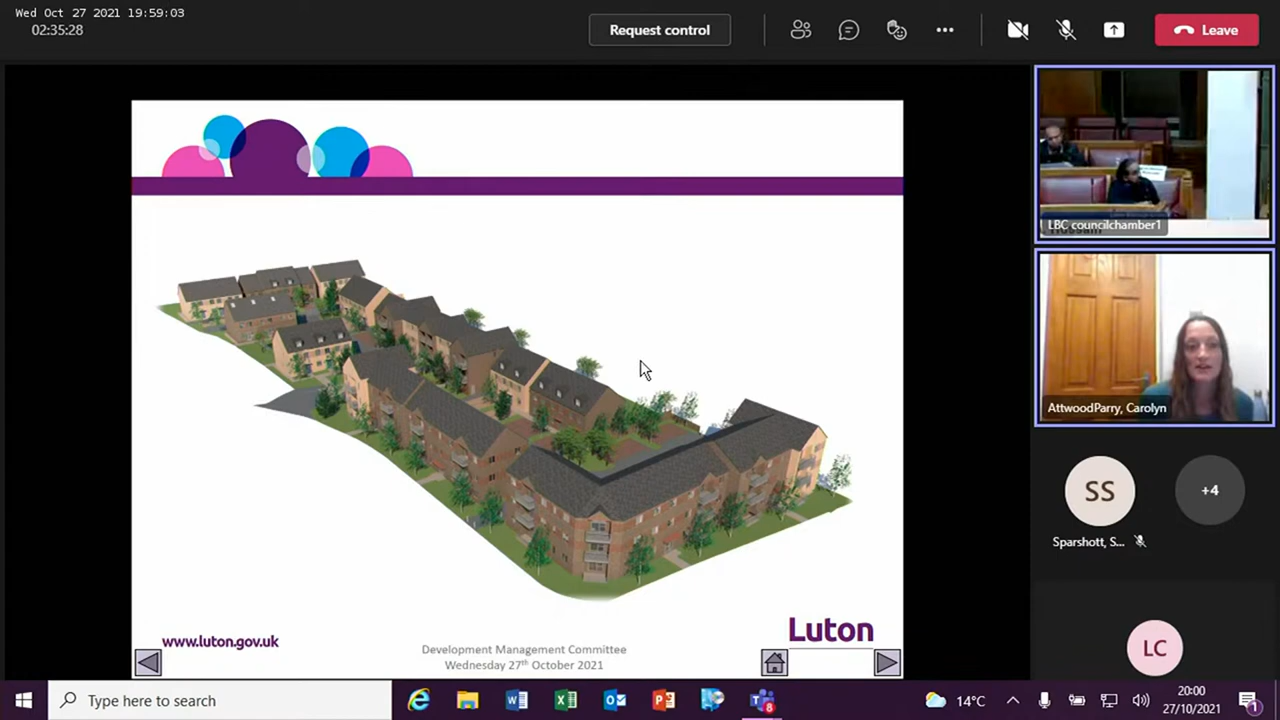 Wed Oct 27 2021 19:59:03
02:35:28
Request control
Leave
LBC councilchamber1
AttwoodParry, Carolyn
SS
+4
Sparshott, S...
LC
www.luton.gov.uk
Development Management Committee
Wednesday 27th October 2021
Luton
Type here to search
8
14°C
20:00
27/10/2021
1